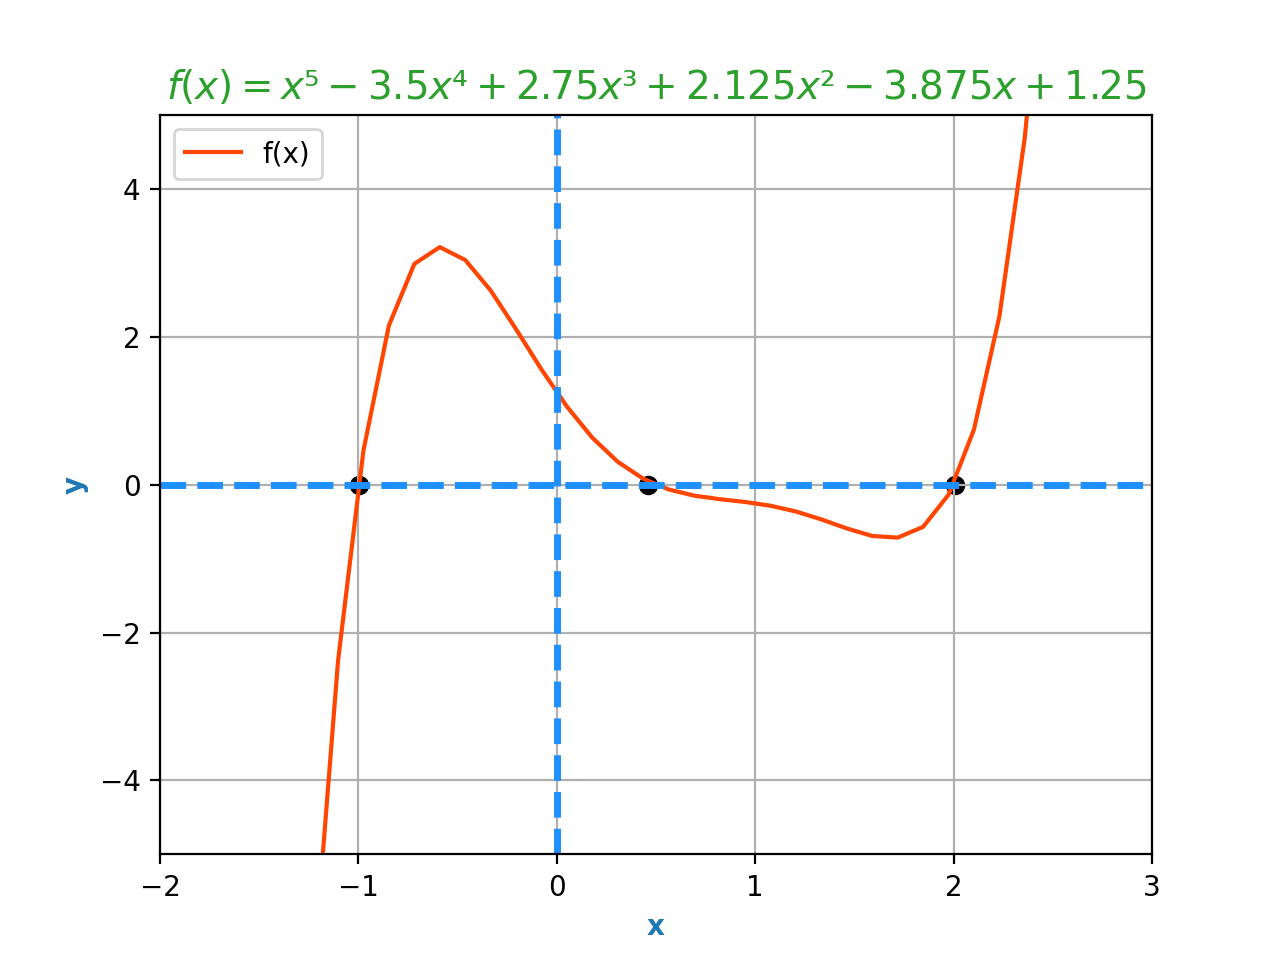 f(x) = x⁵ − 3.5x⁴ + 2.75x³ + 2.125x² − 3.875x + 1.25
f(x)
4
2
0
−2
−4
y
−2 −1 0 1 2 3
x